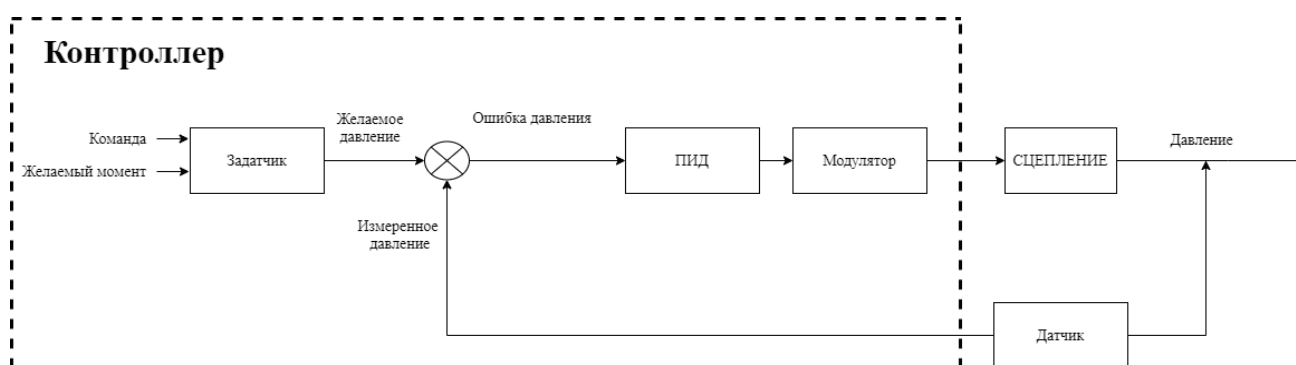 Контроллер
Команда
Желаемый момент
Задатчик
Желаемое
давление
Ошибка давления
ПИД
Модулятор
СЦЕПЛЕНИЕ
Давление
Измеренное
давление
Датчик